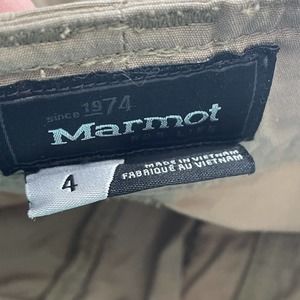 since 1974
Marmot
4
MADE IN VIETNAM
FABRIQUÉ AU VIETNAM